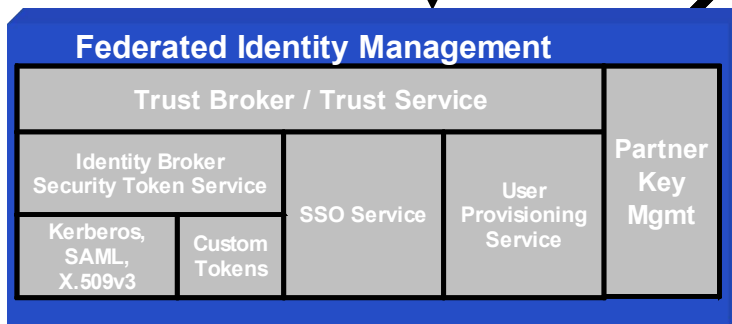 Federated Identity Management
Trust Broker / Trust Service
Identity Broker
Security Token Service
Kerberos,
SAML,
X.509v3
Custom
Tokens
SSO Service
User
Provisioning
Service
Partner
Key
Mgmt